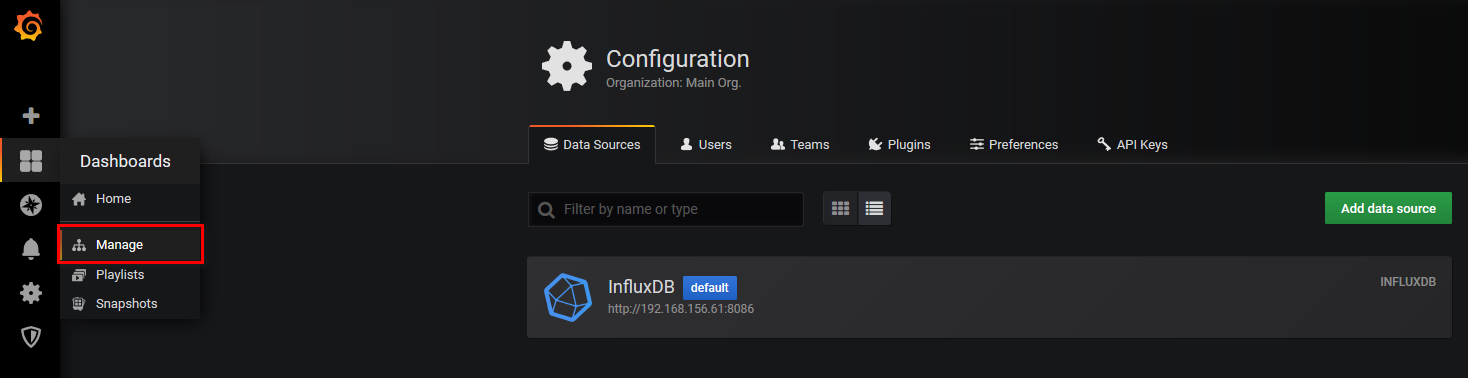 Configuration
Organization: Main Org.
Dashboards
Home
Manage
Playlists
Snapshots
Data Sources Users Teams Plugins Preferences API Keys
Filter by name or type
Add data source
InfluxDB default
http://192.168.156.61:8086
INFLUXDB